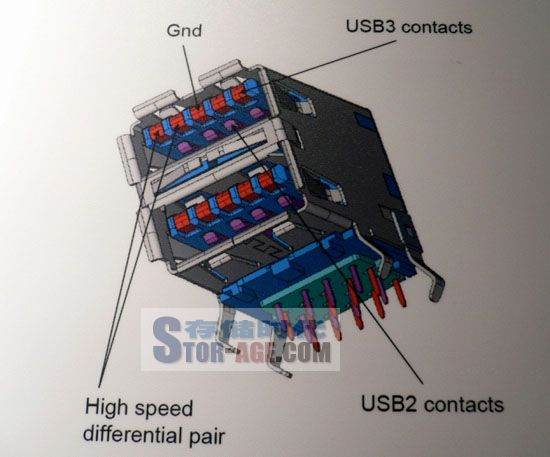 Gnd
USB3 contacts
存储时代
STOR-AGE.COM
High speed
differential pair
USB2 contacts